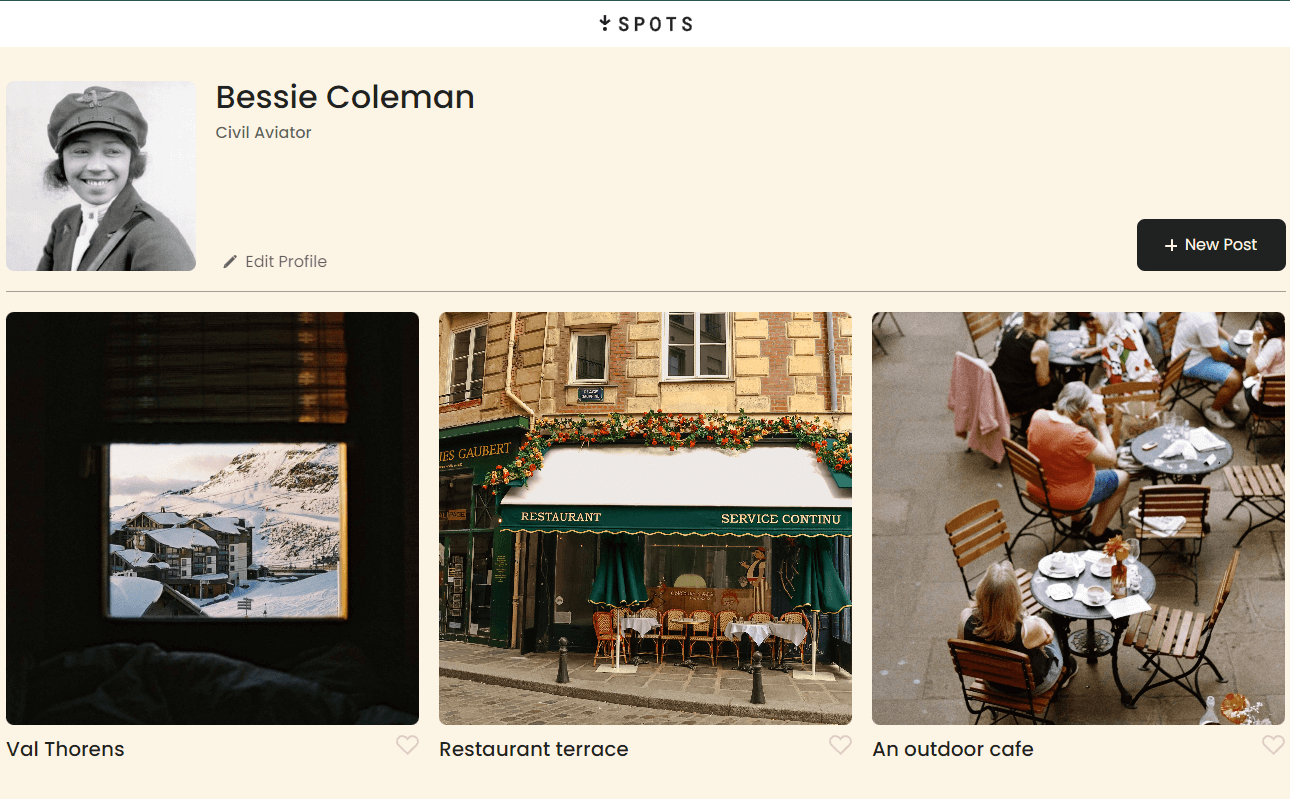 SPOTS
Bessie Coleman
Civil Aviator
Edit Profile
+ New Post
ES GAUBERT
RESTAURANT
SERVICE CONTINU
Val Thorens
Restaurant terrace
An outdoor cafe